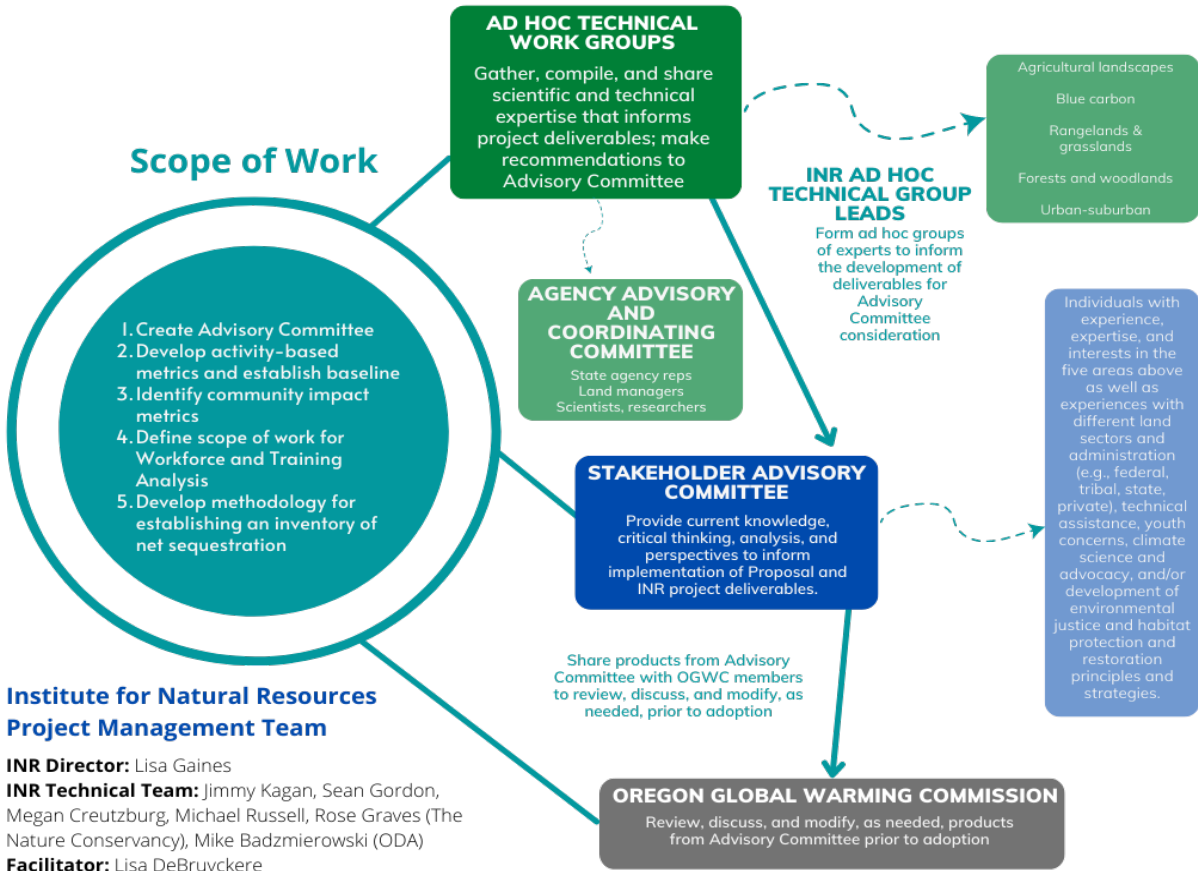 AD HOC TECHNICAL
WORK GROUPS
Gather, compile, and share
scientific and technical
expertise that informs
project deliverables; make
recommendations to
Advisory Committee
Agricultural landscapes
Blue carbon
Rangelands &
grasslands
Forests and woodlands
Urban-suburban
Scope of Work
INR AD HOC
TECHNICAL GROUP
LEADS
Form ad hoc groups
of experts to inform
the development of
deliverables for
Advisory
Committee
consideration
AGENCY ADVISORY
AND
COORDINATING
COMMITTEE
State agency reps
Land managers
Scientists, researchers
1. Create Advisory Committee
2. Develop activity-based
metrics and establish baseline
3. Identify community impact
metrics
4. Define scope of work for
Workforce and Training
Analysis
5. Develop methodology for
establishing an inventory of
net sequestration
Individuals with
experience,
expertise, and
interests in the
five areas above
as well as
experiences with
different land
sectors and
administration
(e.g., federal,
tribal, state,
private), technical
assistance, youth
concerns, climate
science and
advocacy, and/or
development of
environmental
justice and habitat
protection and
restoration
principles and
strategies.
STAKEHOLDER ADVISORY
COMMITTEE
Provide current knowledge,
critical thinking, analysis, and
perspectives to inform
implementation of Proposal and
INR project deliverables.
Share products from Advisory
Committee with OGWC members
to review, discuss, and modify, as
needed, prior to adoption
Institute for Natural Resources
Project Management Team
INR Director: Lisa Gaines
INR Technical Team: Jimmy Kagan, Sean Gordon,
Megan Creutzburg, Michael Russell, Rose Graves (The
Nature Conservancy), Mike Badzmierowski (ODA)
Facilitator: Lisa DeBruyckere
OREGON GLOBAL WARMING COMMISSION
Review, discuss, and modify, as needed, products
from Advisory Committee prior to adoption